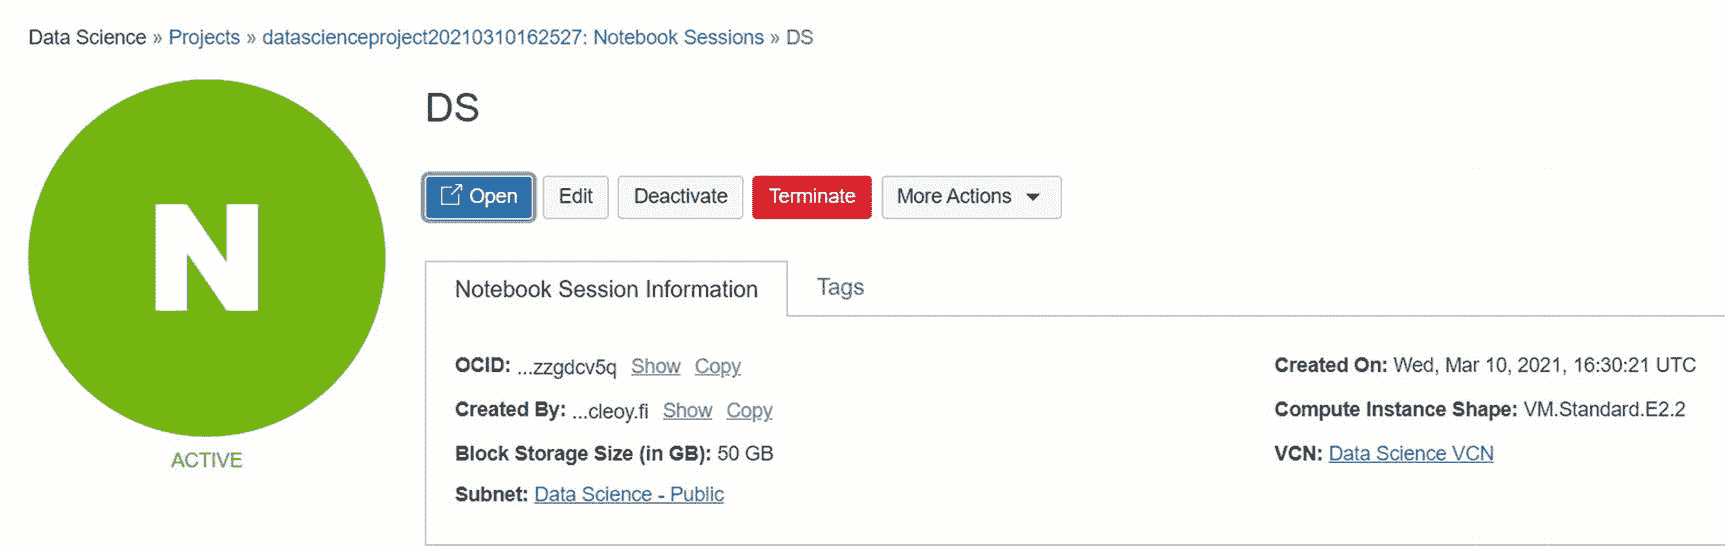 Data Science » Projects » datascienceproject20210310162527: Notebook Sessions » DS
N
ACTIVE
DS
Open Edit Deactivate Terminate More Actions
Notebook Session Information Tags
OCID: ...zzgdcv5q Show Copy
Created By: ...cleoy.fi Show Copy
Block Storage Size (in GB): 50 GB
Subnet: Data Science - Public
Created On: Wed, Mar 10, 2021, 16:30:21 UTC
Compute Instance Shape: VM.Standard.E2.2
VCN: Data Science VCN